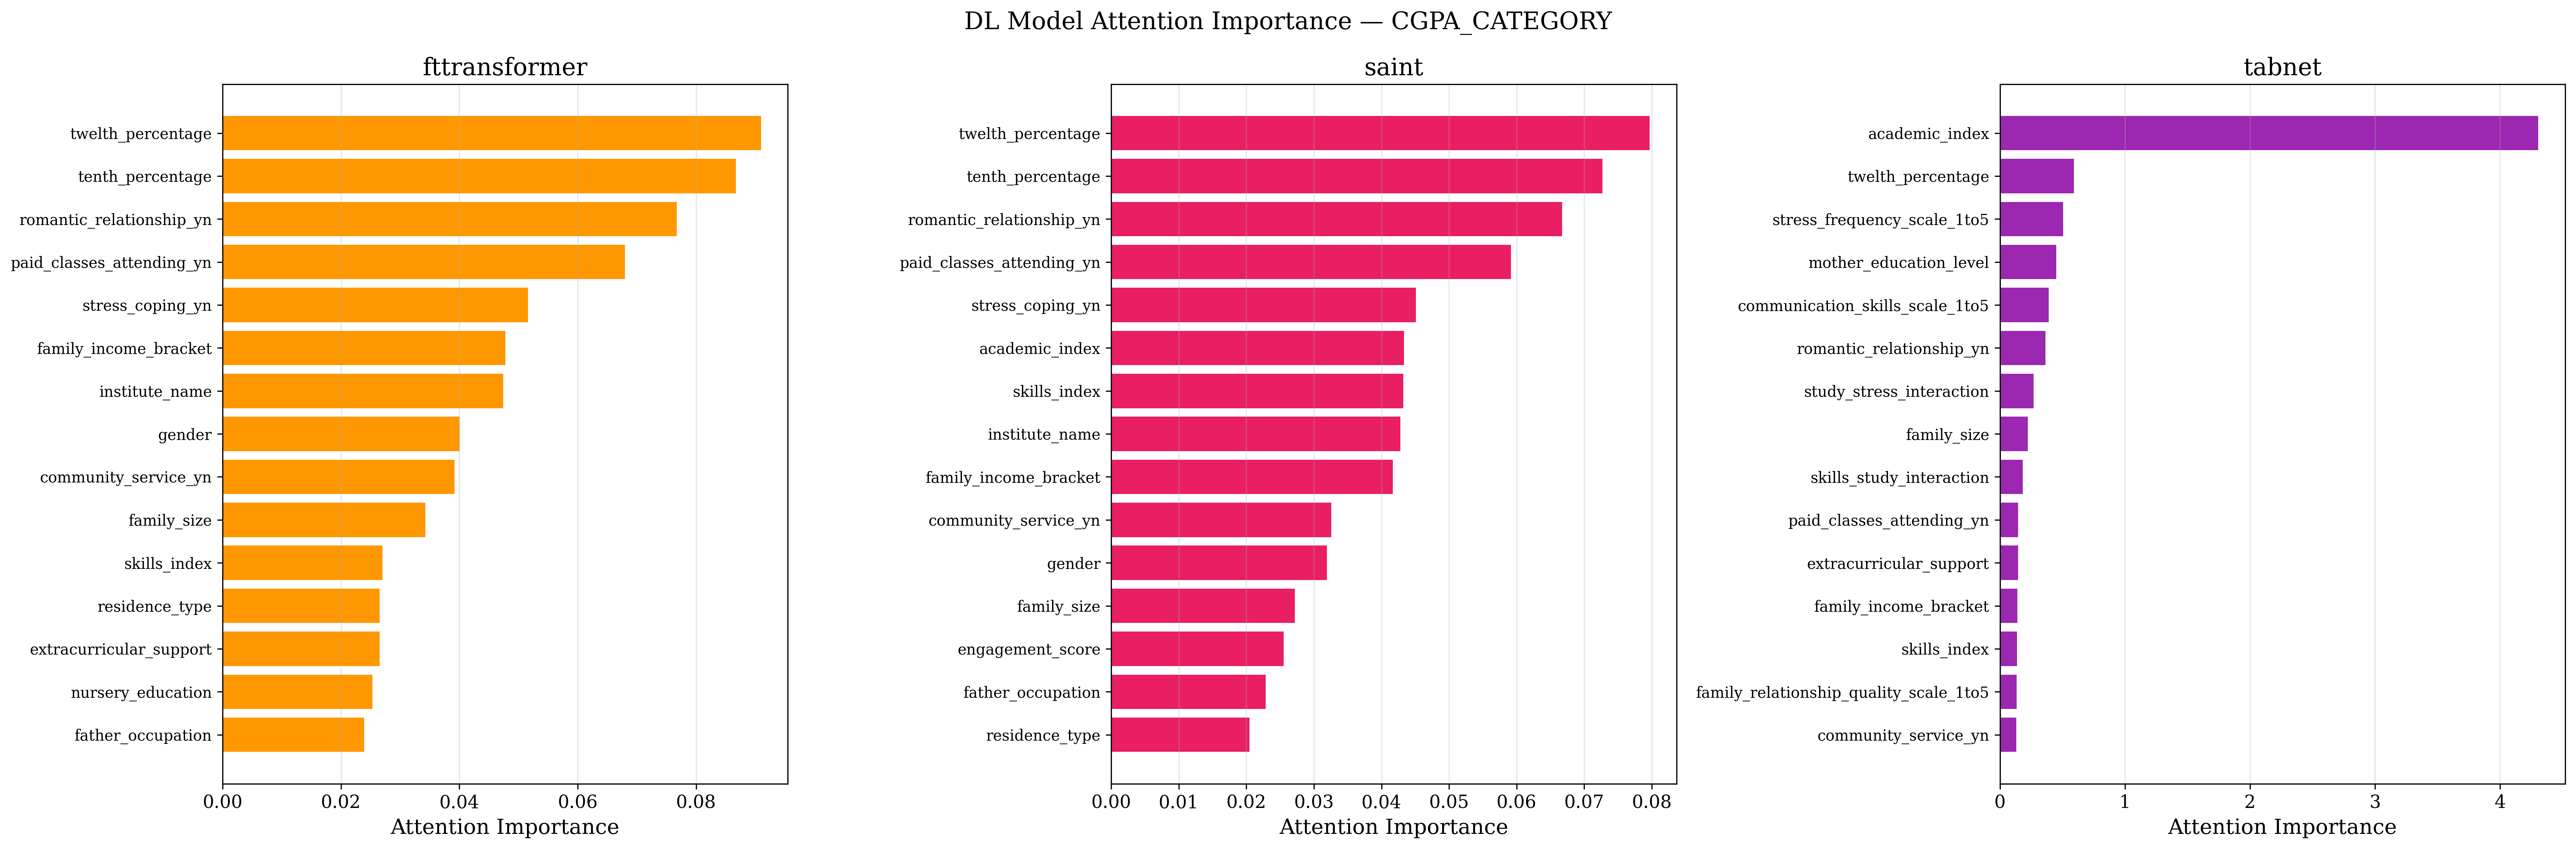 DL Model Attention Importance — CGPA_CATEGORY
fttransformer
twelth_percentage
tenth_percentage
romantic_relationship_yn
paid_classes_attending_yn
stress_coping_yn
family_income_bracket
institute_name
gender
community_service_yn
family_size
skills_index
residence_type
extracurricular_support
nursery_education
father_occupation
0.00 0.02 0.04 0.06 0.08
Attention Importance
saint
twelth_percentage
tenth_percentage
romantic_relationship_yn
paid_classes_attending_yn
stress_coping_yn
academic_index
skills_index
institute_name
family_income_bracket
community_service_yn
gender
family_size
engagement_score
father_occupation
residence_type
0.00 0.01 0.02 0.03 0.04 0.05 0.06 0.07 0.08
Attention Importance
tabnet
academic_index
twelth_percentage
stress_frequency_scale_1to5
mother_education_level
communication_skills_scale_1to5
romantic_relationship_yn
study_stress_interaction
family_size
skills_study_interaction
paid_classes_attending_yn
extracurricular_support
family_income_bracket
skills_index
family_relationship_quality_scale_1to5
community_service_yn
0 1 2 3 4
Attention Importance